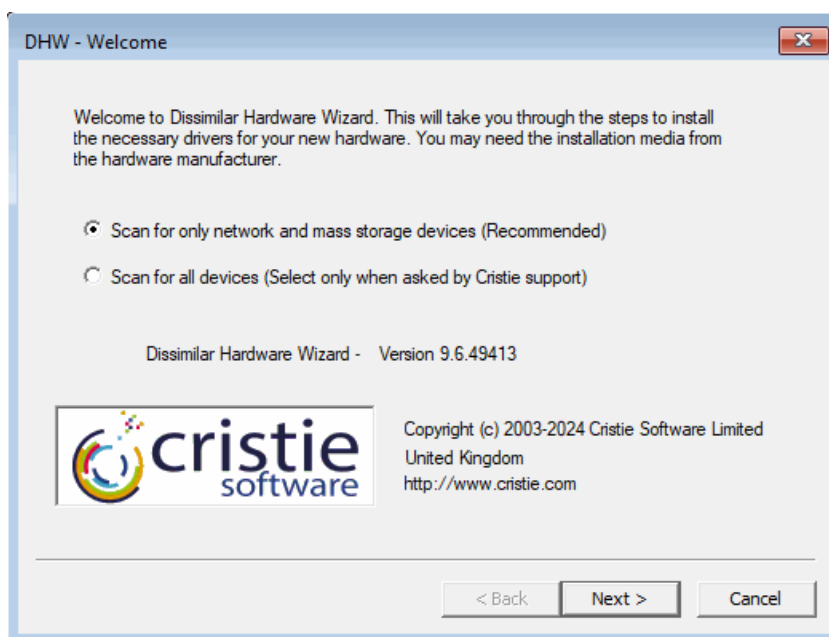 DHW - Welcome
Welcome to Dissimilar Hardware Wizard. This will take you through the steps to install
the necessary drivers for your new hardware. You may need the installation media from
the hardware manufacturer.
Scan for only network and mass storage devices (Recommended)
Scan for all devices (Select only when asked by Cristie support)
Dissimilar Hardware Wizard - Version 9.6.49413
cristie
software
Copyright (c) 2003-2024 Cristie Software Limited
United Kingdom
http://www.cristie.com
< Back
Next >
Cancel